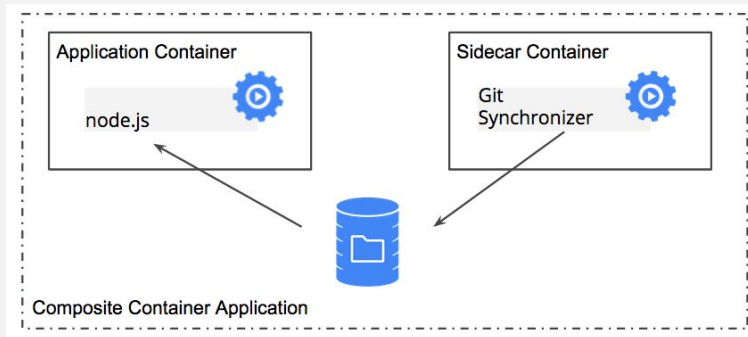 Application Container
node.js
Sidecar Container
Git
Synchronizer
Composite Container Application